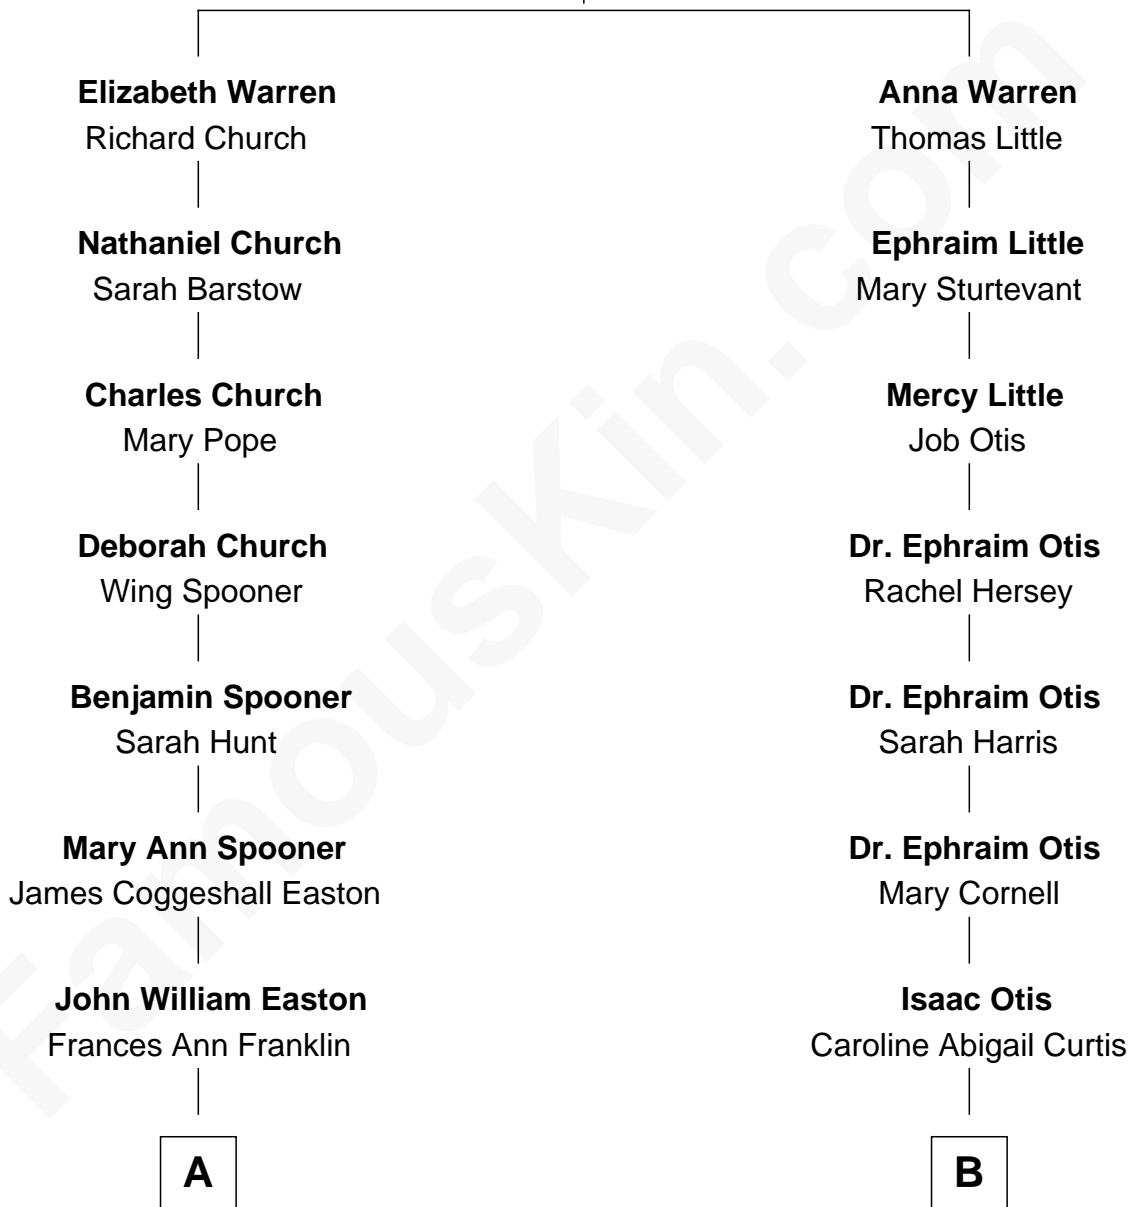 Elizabeth Warren
Richard Church
Nathaniel Church
Sarah Barstow
Charles Church
Mary Pope
Deborah Church
Wing Spooner
Benjamin Spooner
Sarah Hunt
Mary Ann Spooner
James Coggeshall Easton
John William Easton
Frances Ann Franklin
A
Anna Warren
Thomas Little
Ephraim Little
Mary Sturtevant
Mercy Little
Job Otis
Dr. Ephraim Otis
Rachel Hersey
Dr. Ephraim Otis
Sarah Harris
Dr. Ephraim Otis
Mary Cornell
Isaac Otis
Caroline Abigail Curtis
B
FamousKin.com